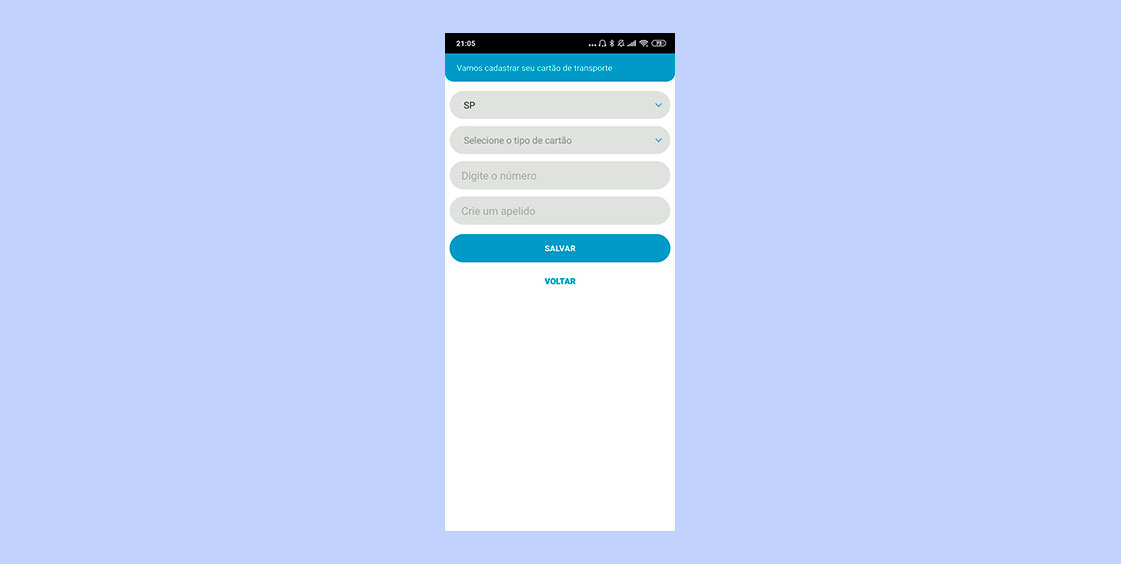 21:05
73
Vamos cadastrar seu cartão de transporte
SP
Selecione o tipo de cartão
Digite o número
Crie um apelido
SALVAR
VOLTAR